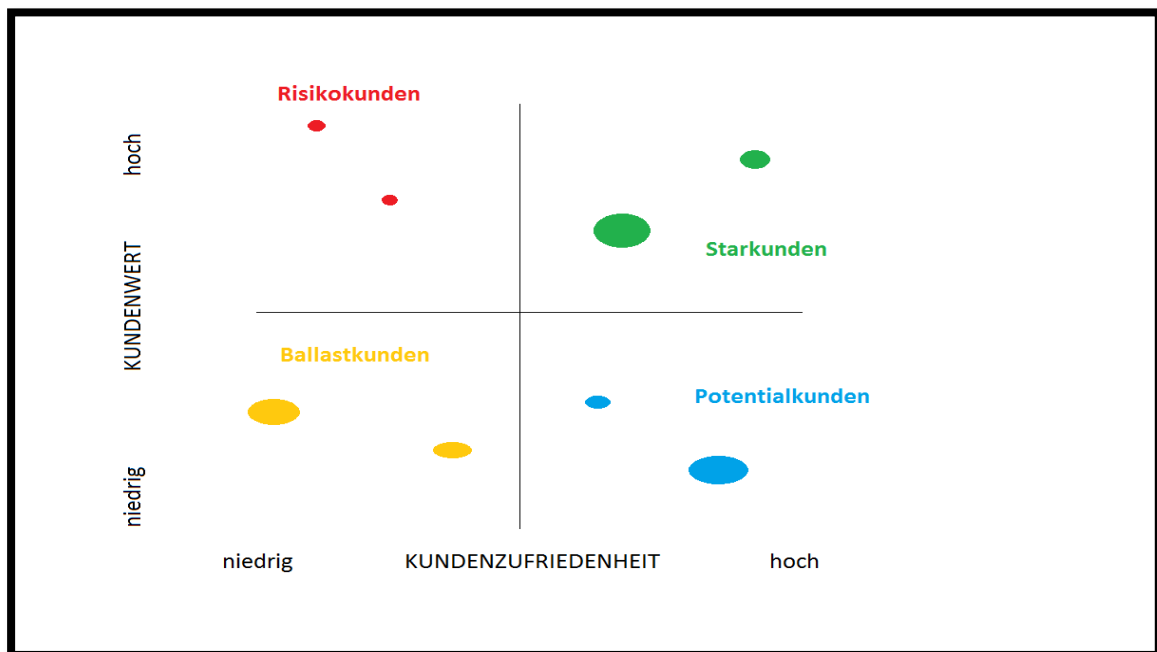 Risikokunden
hoch
Starkunden
KUNDENWERT
Ballastkunden
Potentialkunden
niedrig
niedrig KUNDENZUFRIEDENHEIT hoch